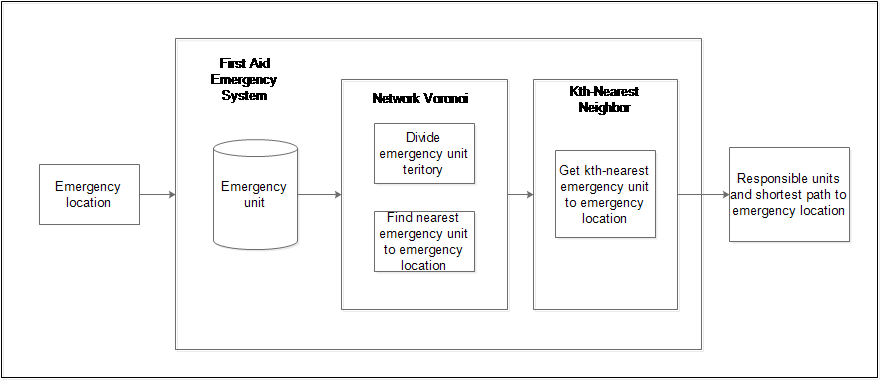 First Aid
Emergency
System
Emergency
location
Emergency
unit
Network Voronoi
Divide
emergency unit
teritory
Find nearest
emergency unit
to emergency
location
Kth-Nearest
Neighbor
Get kth-nearest
emergency unit
to emergency
location
Responsible units
and shortest path to
emergency location